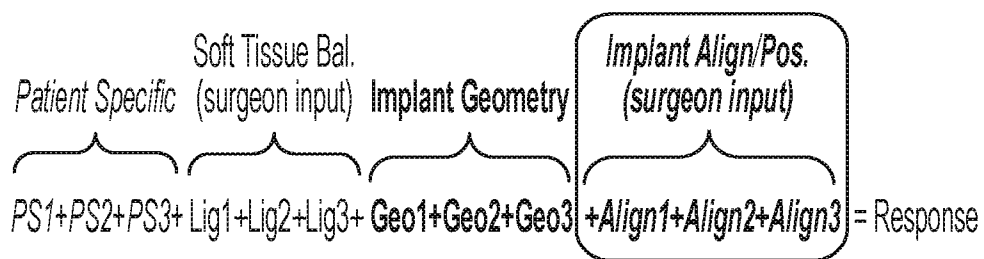 Soft Tissue Bal. Implant Align/Pos.
Patient Specific (surgeon input) Implant Geometry (surgeon input)
PS1+PS2+PS3+Lig1+Lig2+Lig3+ Geo1+Geo2+Geo3 +Align1+Align2+Align3 = Response